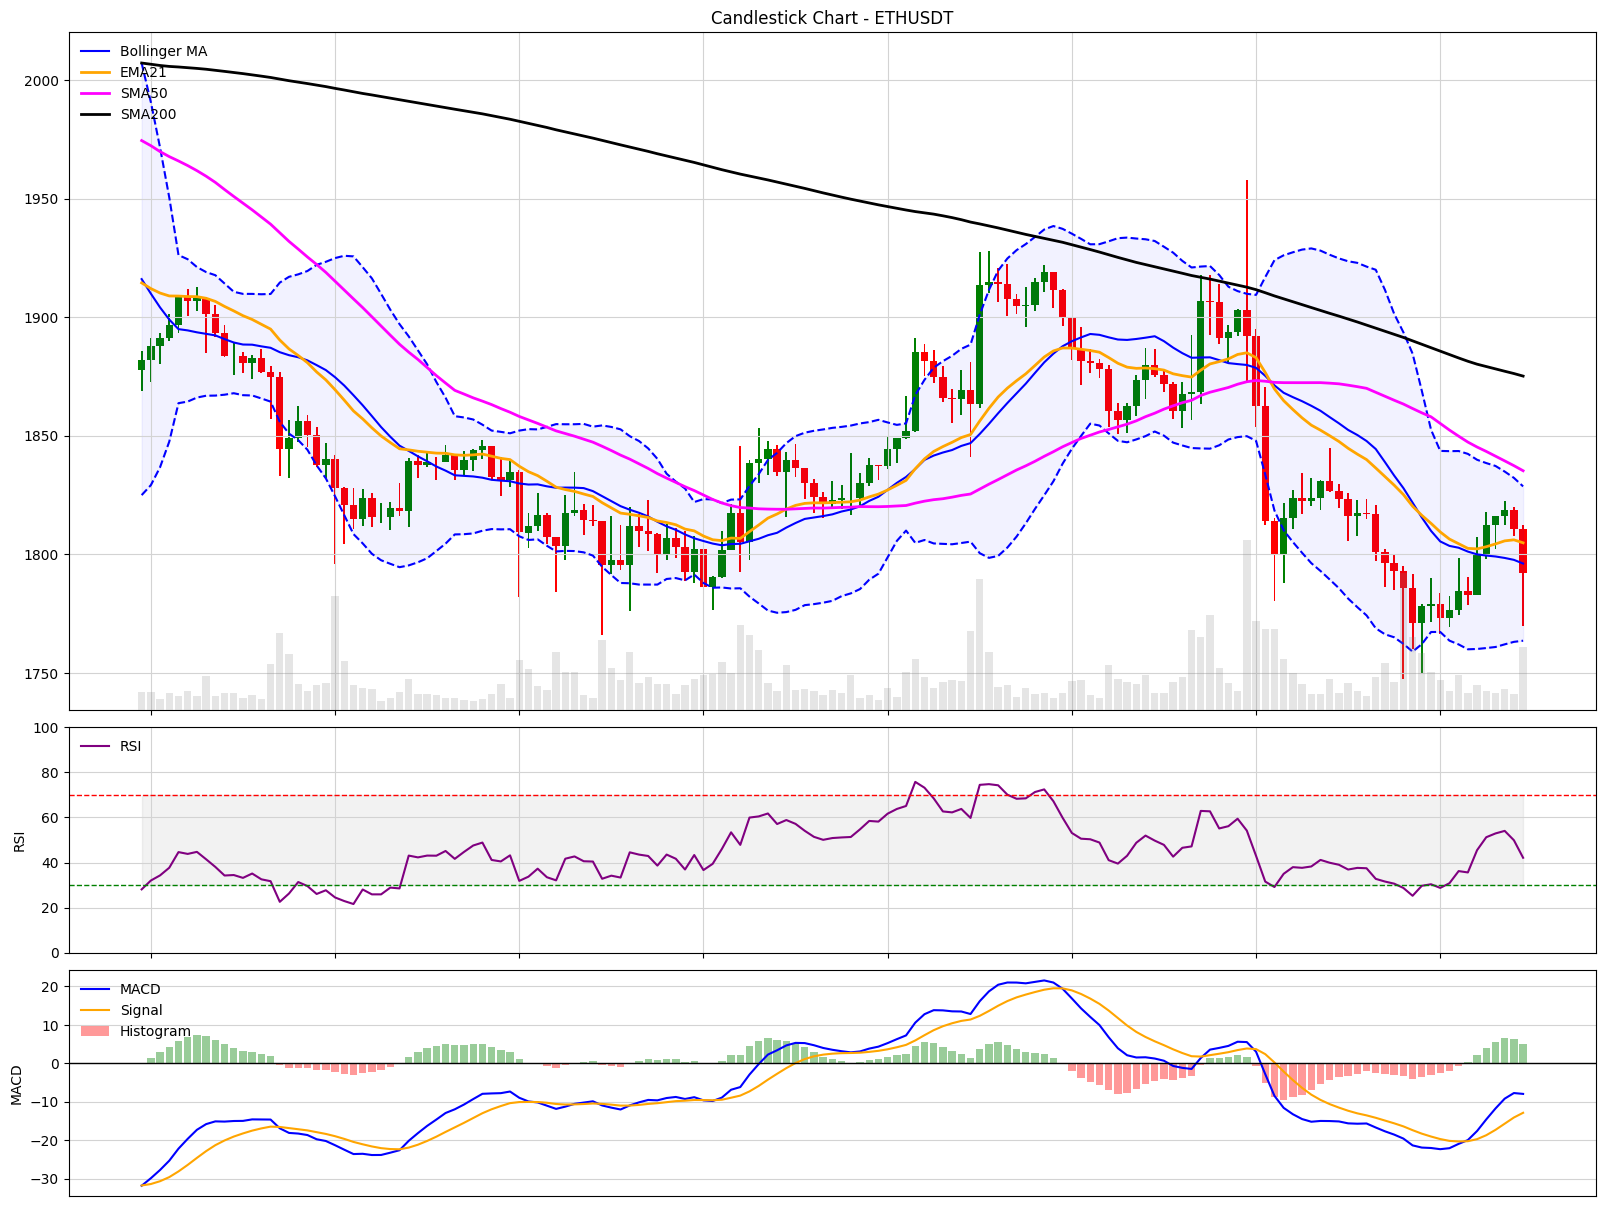 Candlestick Chart - ETHUSDT
Bollinger MA
EMA21
SMA50
SMA200
2000
1950
1900
1850
1800
1750
RSI
100
80
60
40
20
0
RSI
MACD
Signal
Histogram
20
10
0
−10
−20
−30
MACD